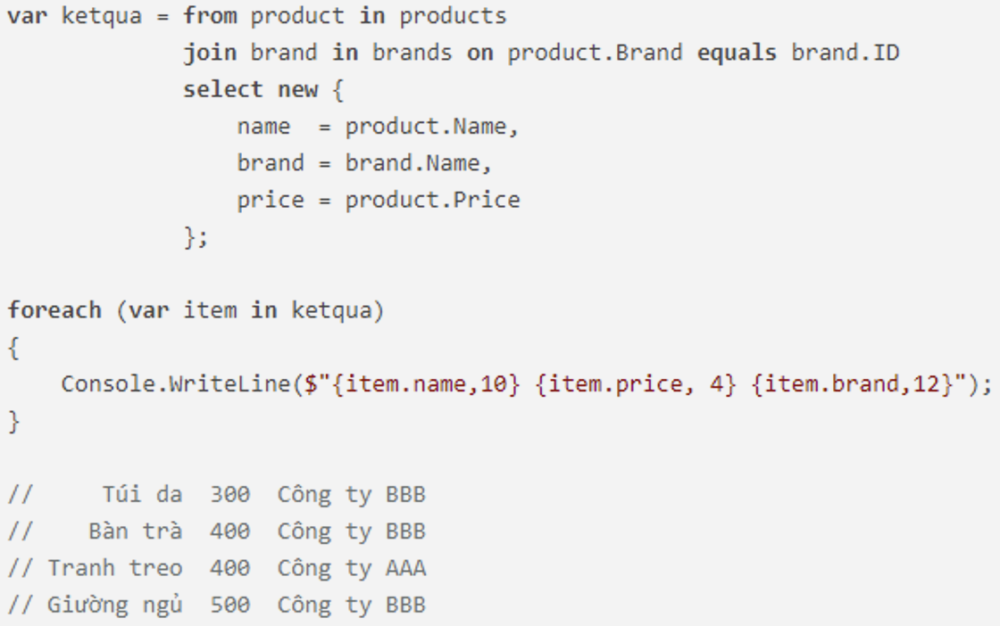 var ketqua = from product in products
             join brand in brands on product.Brand equals brand.ID
             select new {
                 name  = product.Name,
                 brand = brand.Name,
                 price = product.Price
             };

foreach (var item in ketqua)
{
    Console.WriteLine($"{item.name,10} {item.price, 4} {item.brand,12}");
}

//     Túi da  300  Công ty BBB
//    Bàn trà  400  Công ty BBB
// Tranh treo  400  Công ty AAA
// Giường ngủ  500  Công ty BBB